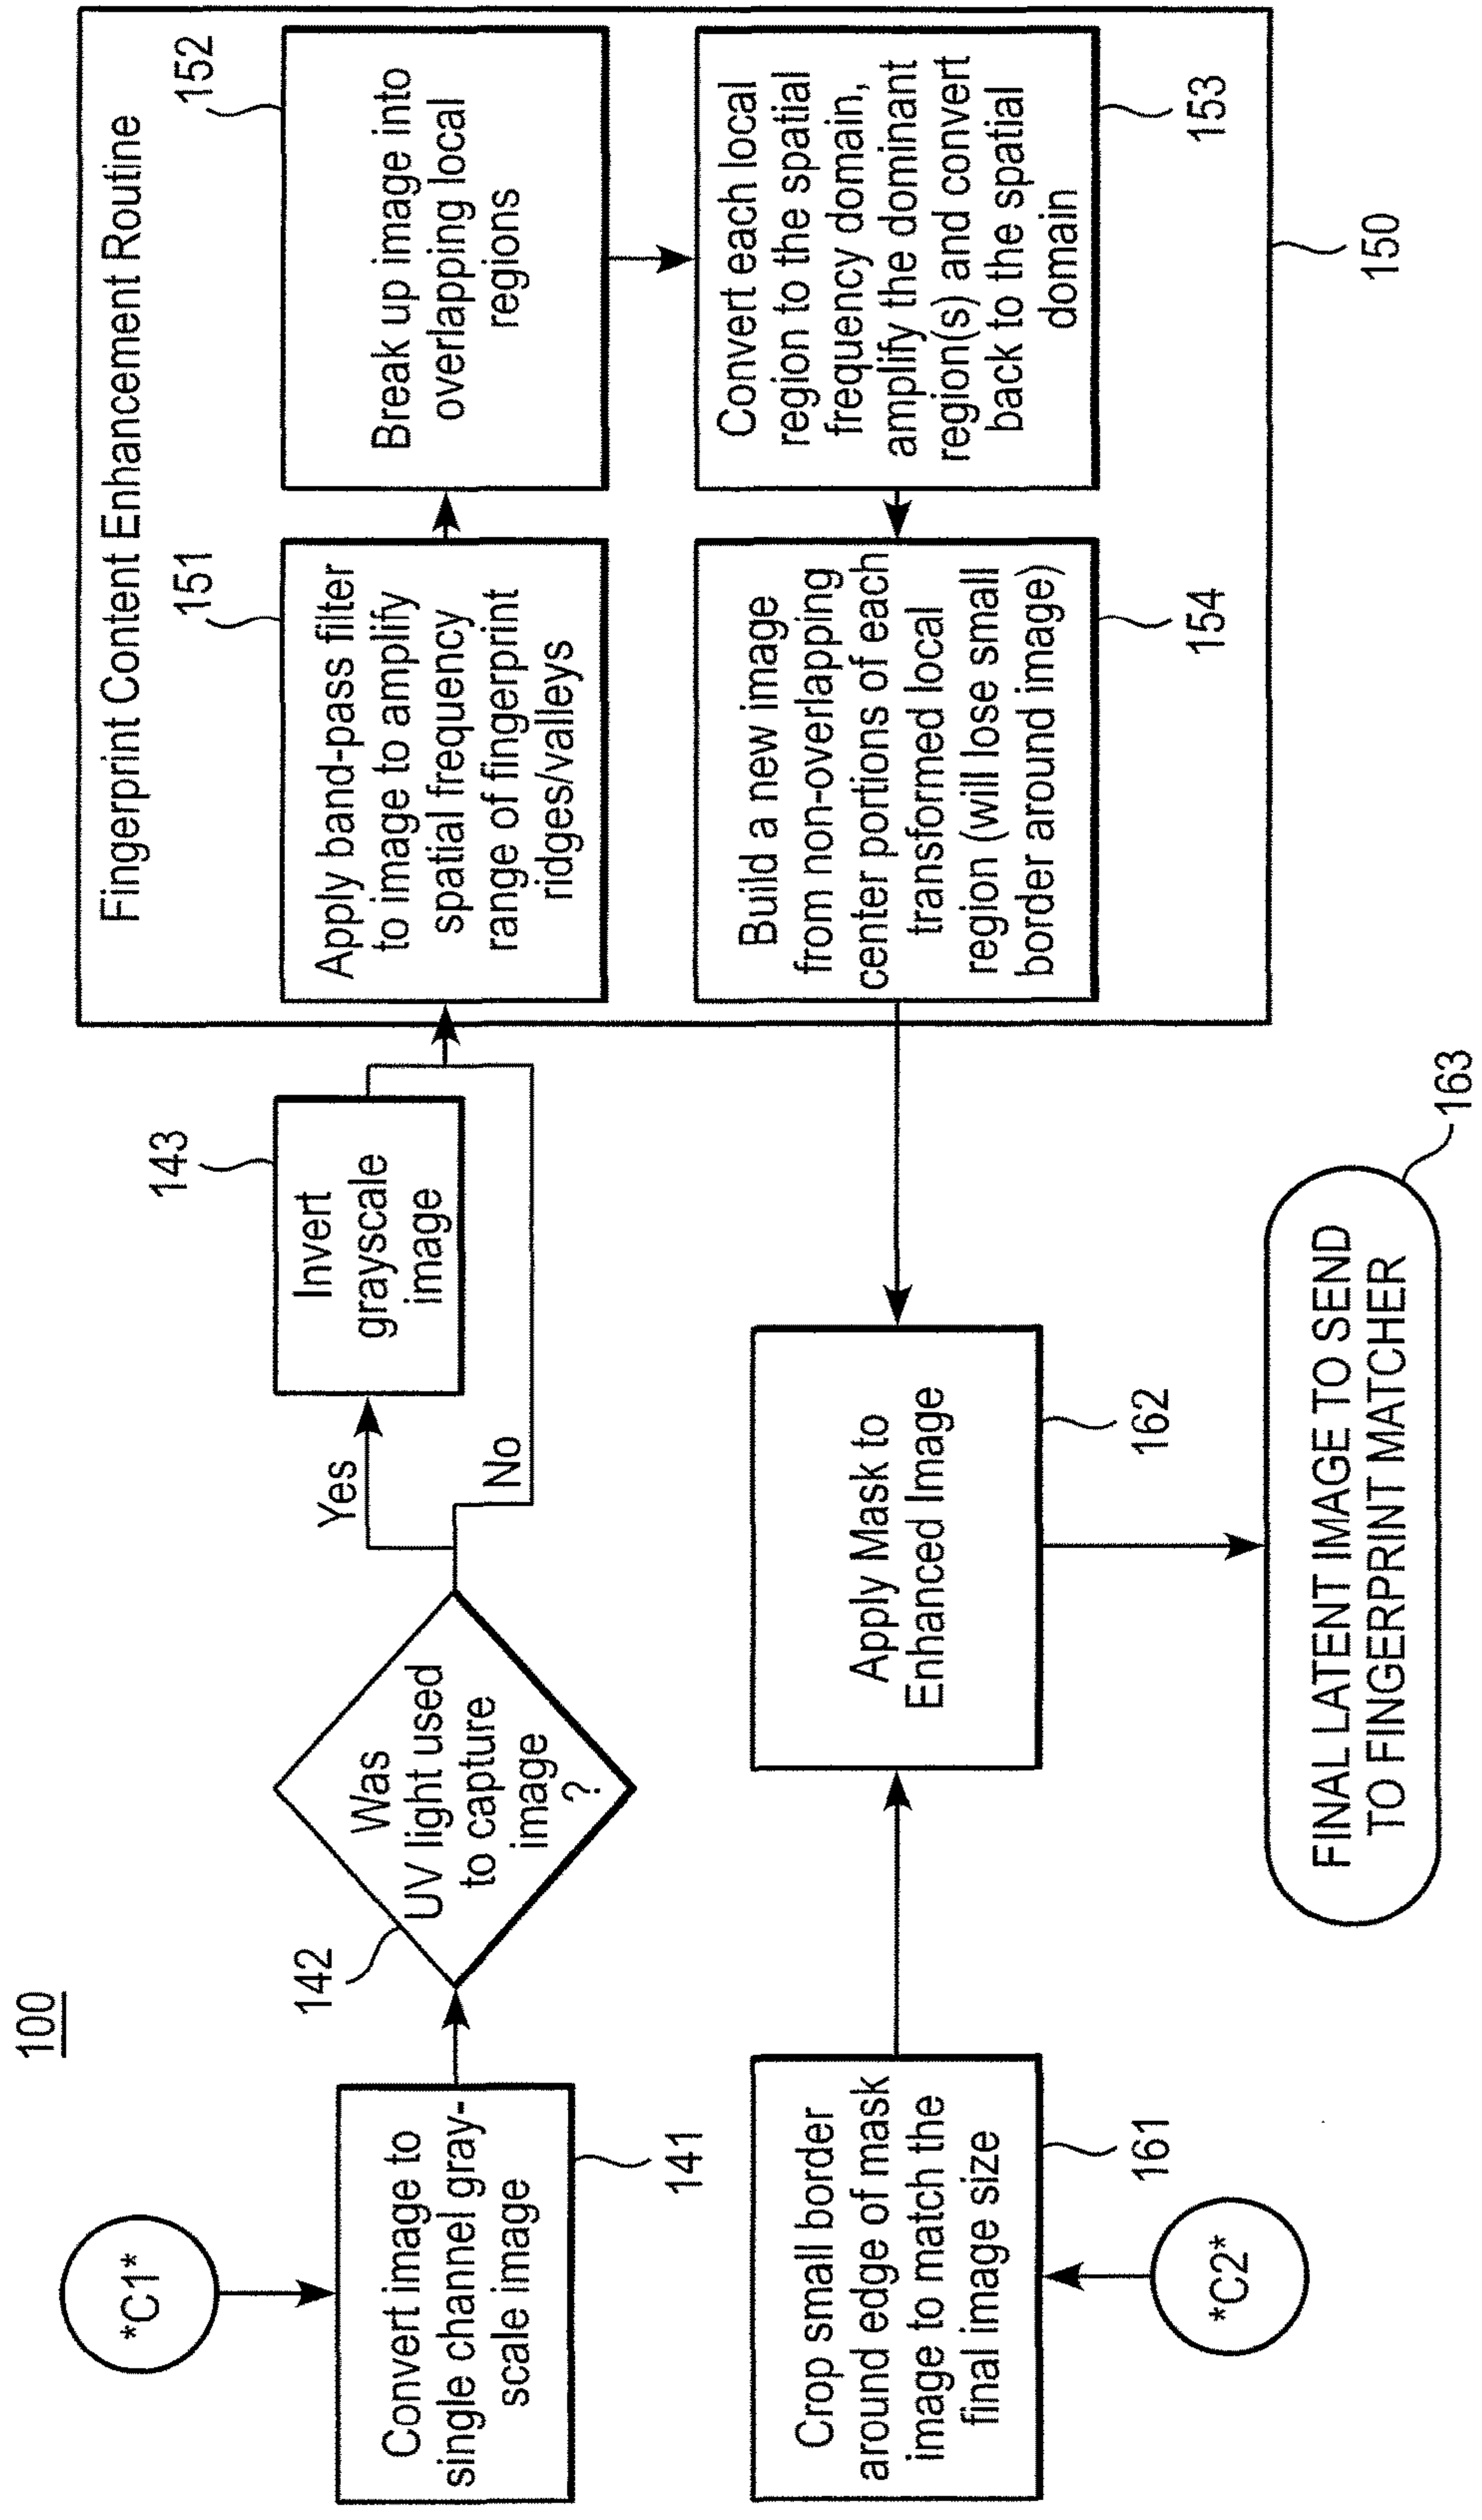 100
*C1*
Convert image to
single channel gray-
scale image
141
142
Was
UV light used
to capture
image
?
Yes
No
143
Invert
grayscale
image
Fingerprint Content Enhancement Routine
151
Apply band-pass filter
to image to amplify
spatial frequency
range of fingerprint
ridges/valleys
152
Break up image into
overlapping local
regions
Convert each local
region to the spatial
frequency domain,
amplify the dominant
region(s) and convert
back to the spatial
domain
153
Build a new image
from non-overlapping
center portions of each
transformed local
region (will lose small
border around image)
154
150
Crop small border
around edge of mask
image to match the
final image size
161
*C2*
Apply Mask to
Enhanced Image
162
FINAL LATENT IMAGE TO SEND
TO FINGERPRINT MATCHER
163